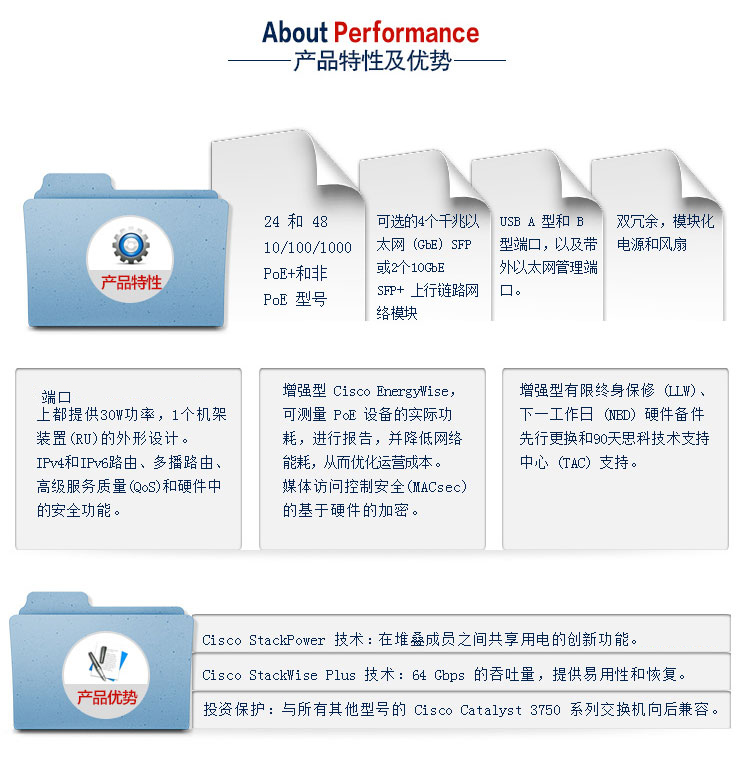 About Performance
产品特性及优势
产品特性
24 和 48
10/100/1000
PoE+和非
PoE 型号
可选的4个千兆以
太网 (GbE) SFP
或2个10GbE
SFP+ 上行链路网
络模块
USB A 型和 B
型端口，以及带
外以太网管理端
口。
双冗余，模块化
电源和风扇
端口
上都提供30W功率，1个机架
装置(RU)的外形设计。
IPv4和IPv6路由、多播路由、
高级服务质量(QoS)和硬件中
的安全功能。
增强型 Cisco EnergyWise，
可测量 PoE 设备的实际功
耗，进行报告，并降低网络
能耗，从而优化运营成本。
媒体访问控制安全(MACsec)
的基于硬件的加密。
增强型有限终身保修 (LLW)、
下一工作日 (NBD) 硬件备件
先行更换和90天思科技术支持
中心 (TAC) 支持。
产品优势
Cisco StackPower 技术：在堆叠成员之间共享用电的创新功能。
Cisco StackWise Plus 技术：64 Gbps 的吞吐量，提供易用性和恢复。
投资保护：与所有其他型号的 Cisco Catalyst 3750 系列交换机向后兼容。